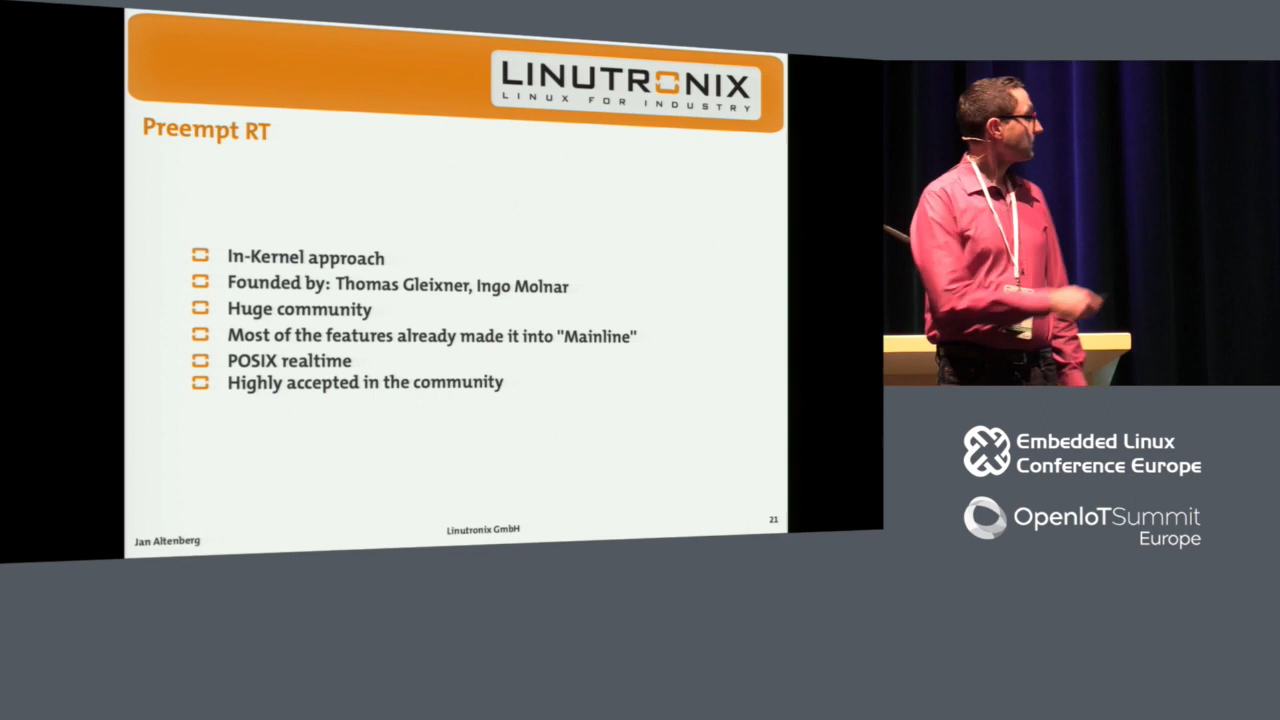 LINUTRONIX
LINUX FOR INDUSTRY
Preempt RT
In-Kernel approach
Founded by: Thomas Gleixner, Ingo Molnar
Huge community
Most of the features already made it into "Mainline"
POSIX realtime
Highly accepted in the community
Jan Altenberg
Linutronix GmbH
21
Embedded Linux
Conference Europe
OpenIoTSummit
Europe